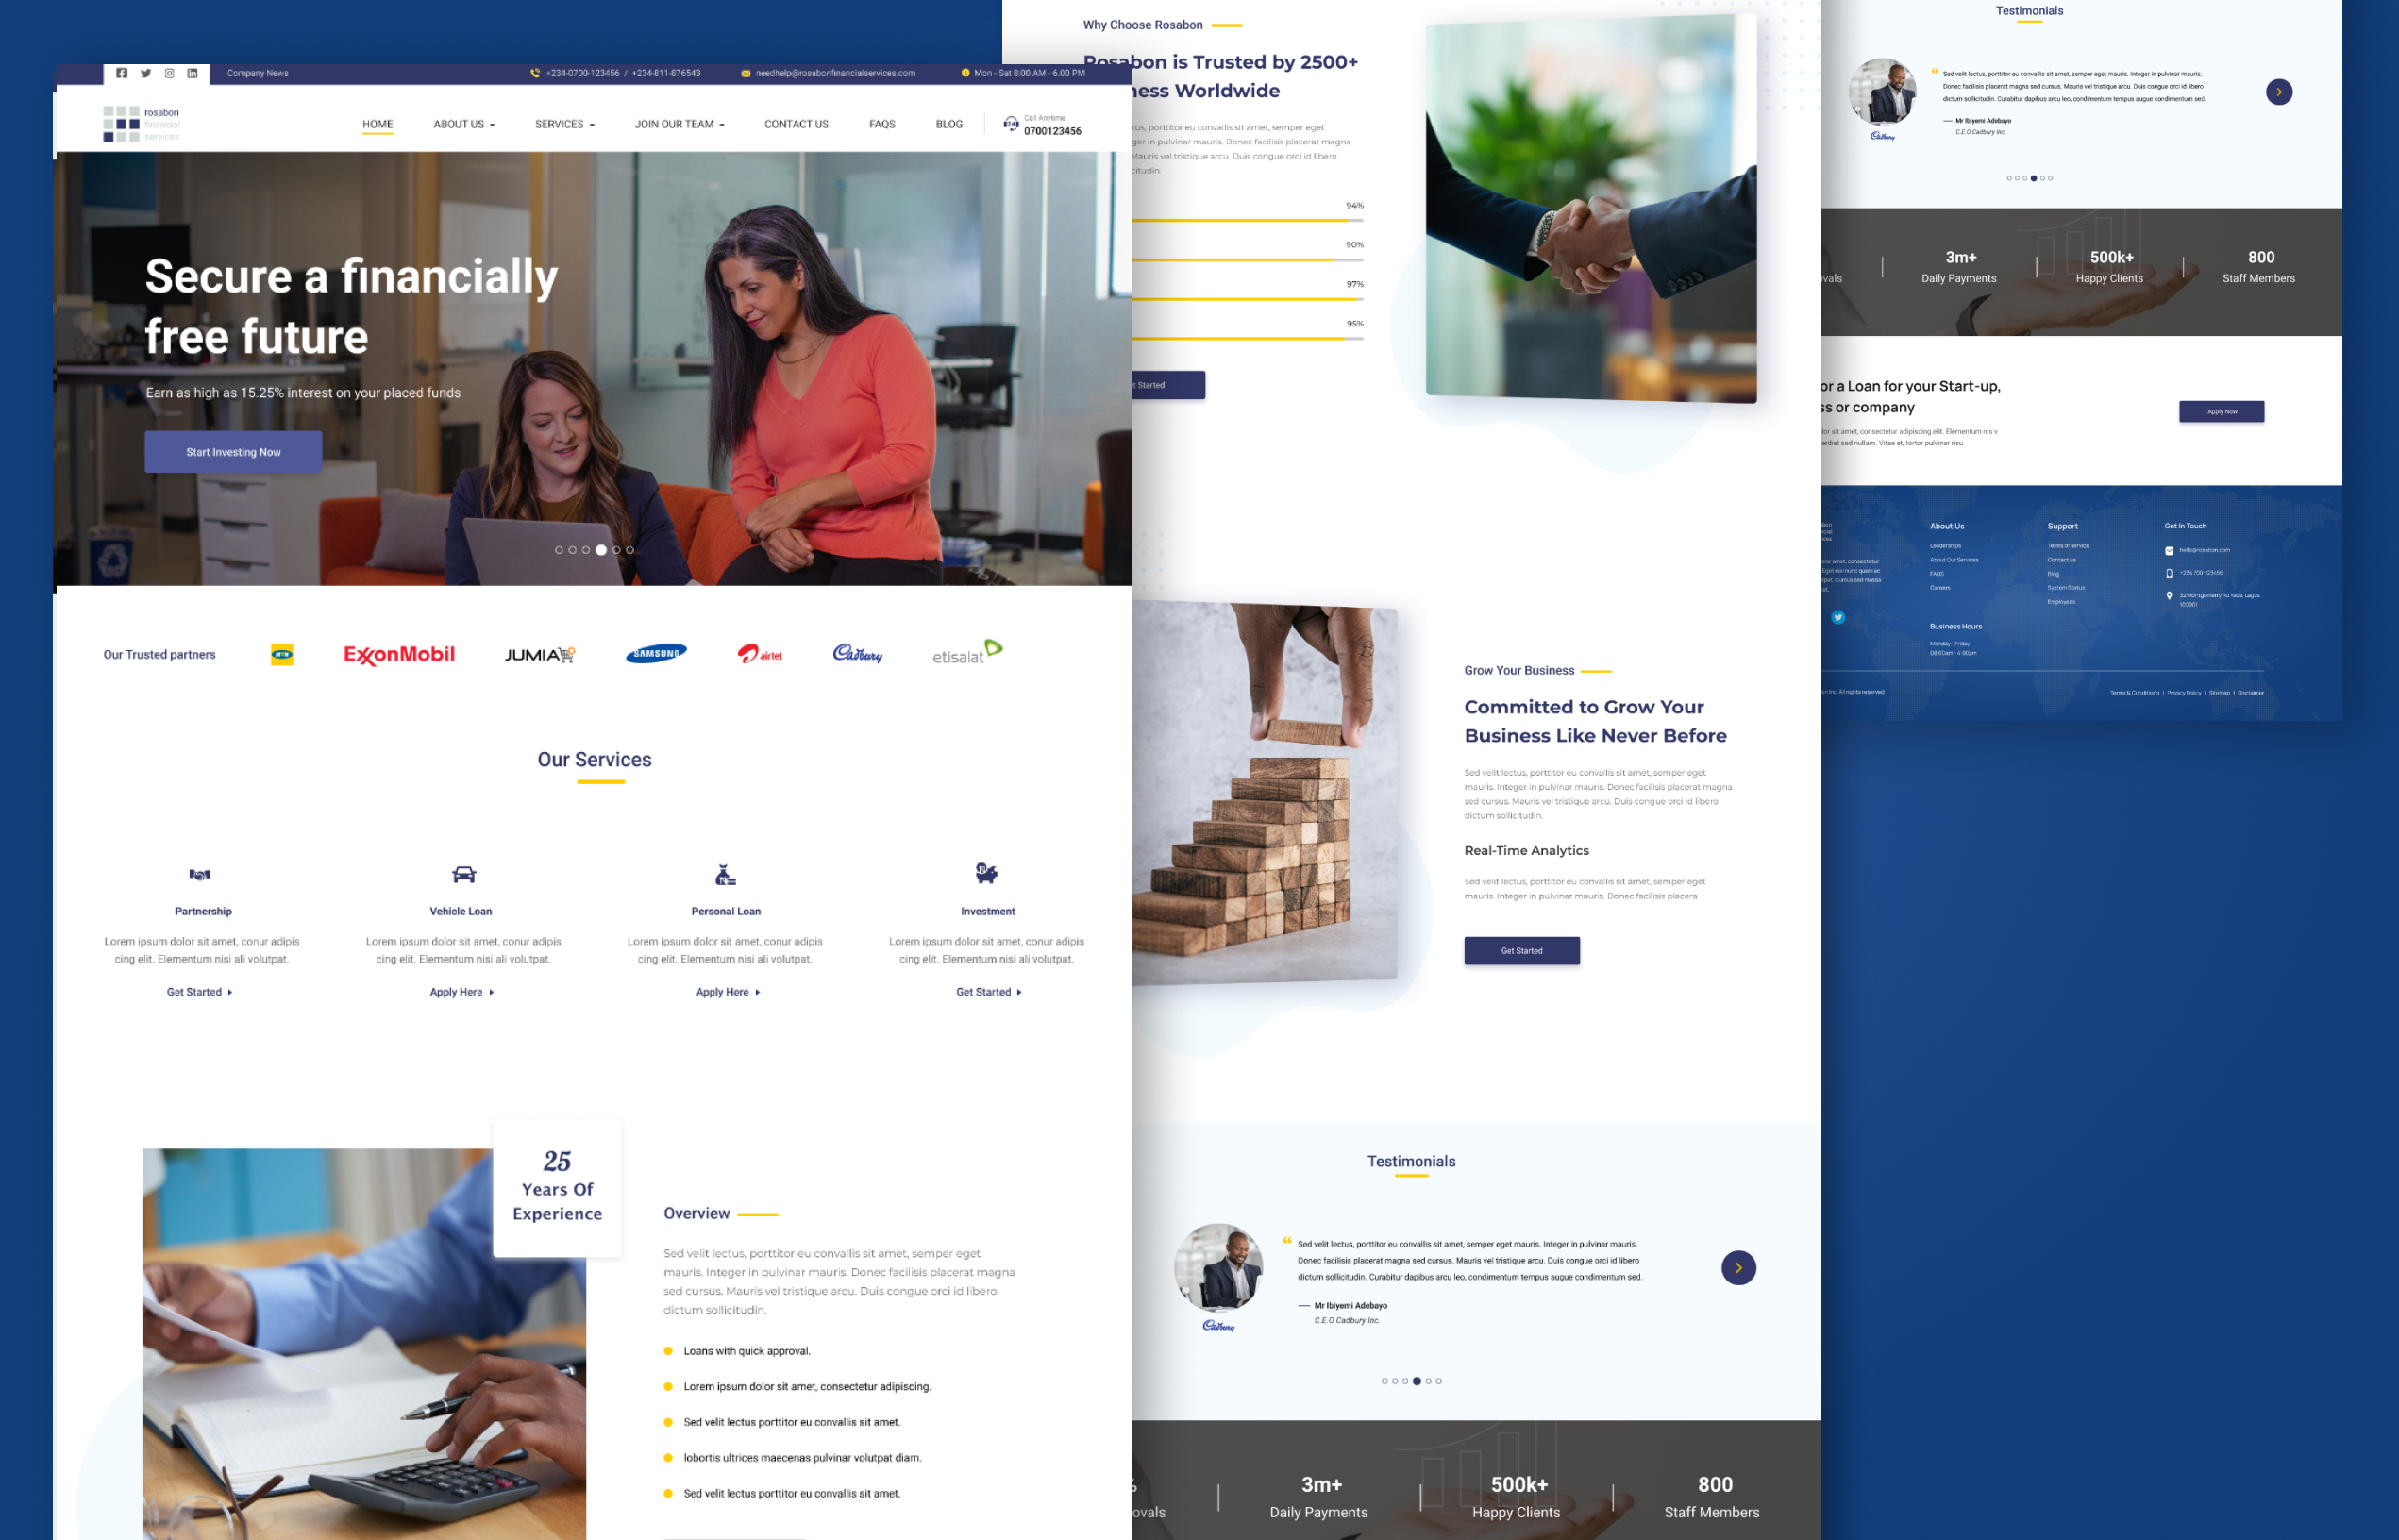 Company News
+234-0700-123456 / +234-811-876543
needhelp@rosabonfinancialservices.com
Mon - Sat 8:00 AM - 6.00 PM
rosabon
financial
services
HOME
ABOUT US
SERVICES
JOIN OUR TEAM
CONTACT US
FAQS
BLOG
Call Anytime
0700123456
Secure a financially
free future
Earn as high as 15.25% interest on your placed funds
Start Investing Now
Our Trusted partners
MTN
ExxonMobil
JUMIA
SAMSUNG
airtel
Cadbury
etisalat
Our Services
Partnership
Lorem ipsum dolor sit amet, conur adipis
cing elit. Elementum nisi ali volutpat.
Get Started
Vehicle Loan
Lorem ipsum dolor sit amet, conur adipis
cing elit. Elementum nisi ali volutpat.
Apply Here
Personal Loan
Lorem ipsum dolor sit amet, conur adipis
cing elit. Elementum nisi ali volutpat.
Apply Here
Investment
Lorem ipsum dolor sit amet, conur adipis
cing elit. Elementum nisi ali volutpat.
Get Started
25
Years Of
Experience
Overview
Sed velit lectus, porttitor eu convallis sit amet, semper eget
mauris. Integer in pulvinar mauris. Donec facilisis placerat magna
sed cursus. Mauris vel tristique arcu. Duis congue orci id libero
dictum sollicitudin.
Loans with quick approval.
Lorem ipsum dolor sit amet, consectetur adipiscing.
Sed velit lectus porttitor eu convallis sit amet.
lobortis ultrices maecenas pulvinar volutpat diam.
Sed velit lectus porttitor eu convallis sit amet.
Why Choose Rosabon
Rosabon is Trusted by 2500+
ness Worldwide
tus, porttitor eu convallis sit amet, semper eget
ger in pulvinar mauris. Donec facilisis placerat magna
Mauris vel tristique arcu. Duis congue orci id libero
citudin.
94%
90%
97%
95%
t Started
Grow Your Business
Committed to Grow Your
Business Like Never Before
Sed velit lectus, porttitor eu convallis sit amet, semper eget
mauris. Integer in pulvinar mauris. Donec facilisis placerat magna
sed cursus. Mauris vel tristique arcu. Duis congue orci id libero
dictum sollicitudin.
Real-Time Analytics
Sed velit lectus, porttitor eu convallis sit amet, semper eget
mauris. Integer in pulvinar mauris. Donec facilisis placera
Get Started
Testimonials
Sed velit lectus, porttitor eu convallis sit amet, semper eget mauris. Integer in pulvinar mauris.
Donec facilisis placerat magna sed cursus. Mauris vel tristique arcu. Duis congue orci id libero
dictum sollicitudin. Curabitur dapibus arcu leo, condimentum tempus augue condimentum sed.
Mr Ibiyemi Adebayo
C.E.O Cadbury Inc.
Cadbury
ovals
3m+
Daily Payments
500k+
Happy Clients
800
Staff Members
Testimonials
Sed velit lectus, porttitor eu convallis sit amet, semper eget mauris. Integer in pulvinar mauris.
Donec facilisis placerat magna sed cursus. Mauris vel tristique arcu. Duis congue orci id libero
dictum sollicitudin. Curabitur dapibus arcu leo, condimentum tempus augue condimentum sed.
Mr Ibiyemi Adebayo
C.E.O Cadbury Inc.
Cadbury
vals
3m+
Daily Payments
500k+
Happy Clients
800
Staff Members
or a Loan for your Start-up,
ss or company
lor sit amet, consectetur adipiscing elit. Elementum nis v
erdiet sed nullam. Vitae et, tortor pulvinar risu
Apply Now
About Us
Leaderships
About Our Services
FAQS
Careers
Business Hours
Monday - Friday
08:00am - 4:00pm
Support
Terms of service
Contact us
Blog
System Status
Employees
Get In Touch
hello@rosabon.com
+234 700-123456
32 Montgomery Rd Yaba, Lagos
100001
Inc. All rights reserved
Terms & Conditions | Privacy Policy | Sitemap | Disclaimer